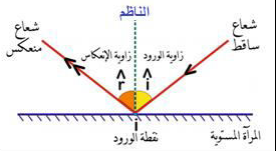 الناظم
شعاع
ساقط
شعاع
منعكس
زاوية الورود
زاوية الإنعكاس
î
r̂
i
نقطة الورود
المرآة المستوية